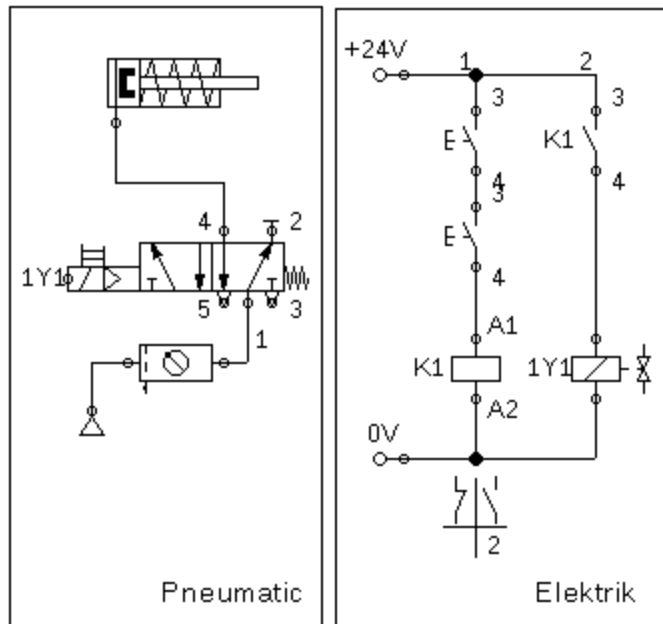 4 2
1Y1
5 3
1
Pneumatic
+24V 1 2
3 3
E K1
4 4
3
E
4
A1
K1 1Y1
A2
0V
2
Elektrik